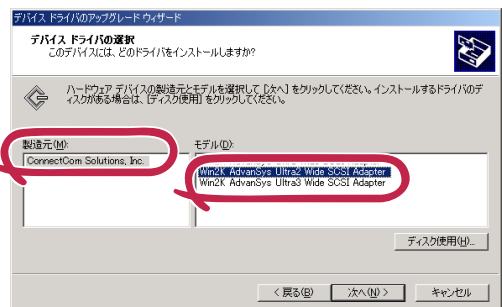 デバイス ドライバのアップグレード ウィザード
デバイス ドライバの選択
このデバイスには、どのドライバをインストールしますか?
ハードウェア デバイスの製造元とモデルを選択して [次へ] をクリックしてください。インストールするドライバのデ
ィスクがある場合は、[ディスク使用] をクリックしてください。
製造元(M):
モデル(D):
ConnectCom Solutions, Inc.
Win2K AdvanSys Ultra2 Wide SCSI Adapter
Win2K AdvanSys Ultra3 Wide SCSI Adapter
ディスク使用(H)...
< 戻る(B)
次へ(N) >
キャンセル